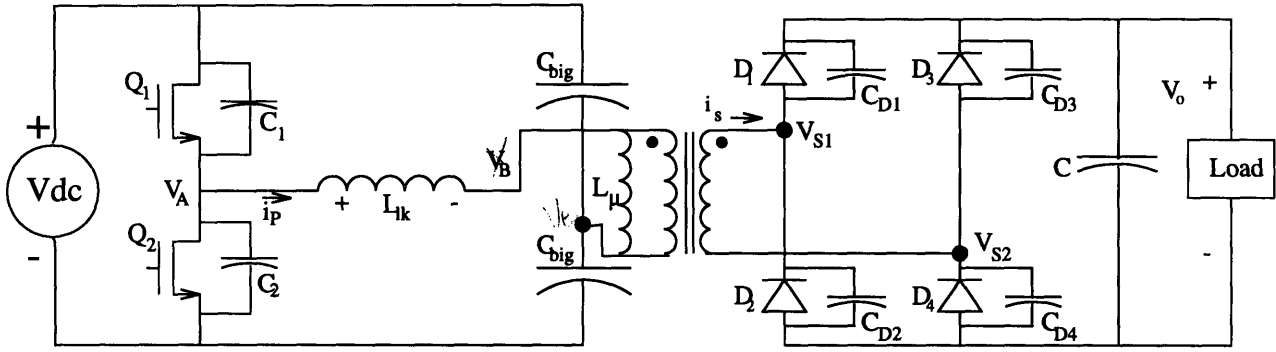 +
Vdc
-
Q1
C1
VA
iP
+
Llk
-
Q2
C2
VB
Cbig
Lμ
Cbig
is
VS1
VS2
D1
CD1
D3
CD3
D2
CD2
D4
CD4
C
Vo
+
Load
-